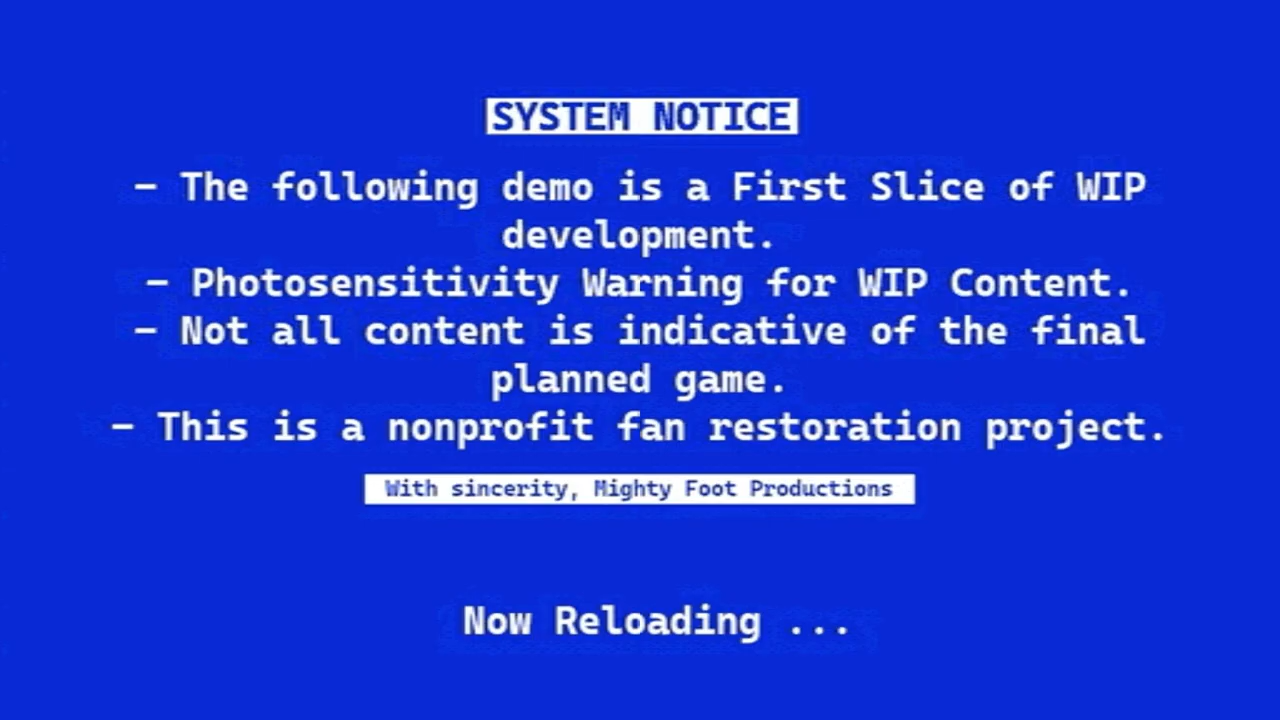 SYSTEM NOTICE
– The following demo is a First Slice of WIP
development.
– Photosensitivity Warning for WIP Content.
– Not all content is indicative of the final
planned game.
– This is a nonprofit fan restoration project.
With sincerity, Mighty Foot Productions
Now Reloading ...